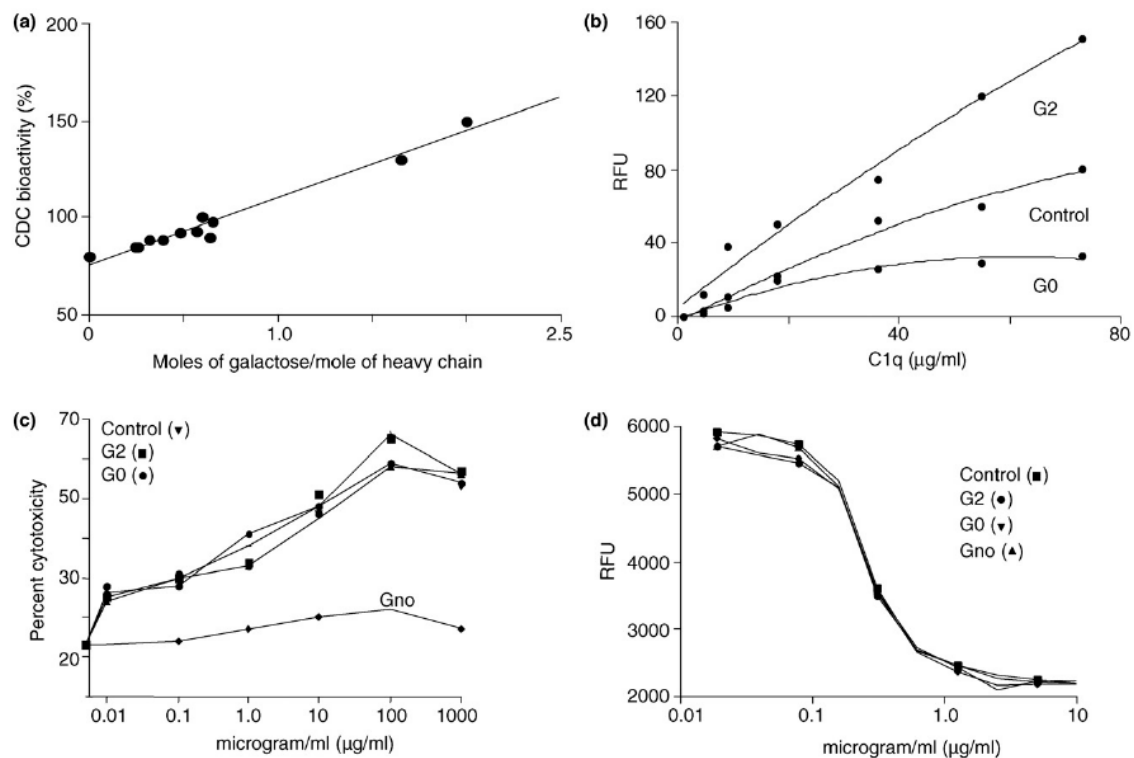 (a)
200
150
100
50
CDC bioactivity (%)
0
1.0
2.5
Moles of galactose/mole of heavy chain
(b)
160
120
80
40
0
RFU
G2
Control
G0
0
40
80
C1q (µg/ml)
(c)
70
50
30
20
Percent cytotoxicity
Control (▼)
G2 (■)
G0 (●)
Gno
0.01
0.1
1.0
10
100
1000
microgram/ml (µg/ml)
(d)
6000
5000
4000
3000
2000
RFU
Control (■)
G2 (●)
G0 (▼)
Gno (▲)
0.01
0.1
1.0
10
microgram/ml (µg/ml)